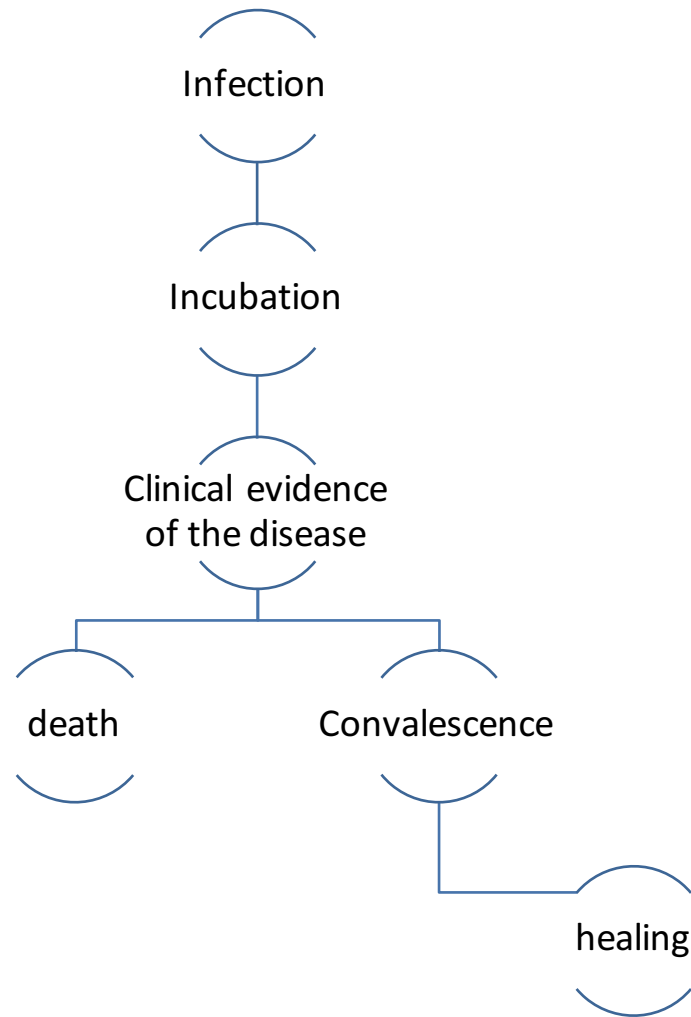 Infection
Incubation
Clinical evidence
of the disease
death
Convalescence
healing